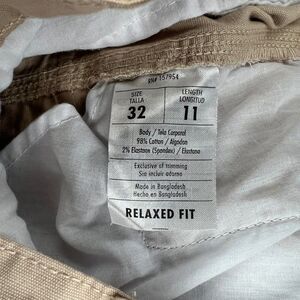 RN# 157954
SIZE
TALLA
32
LENGTH
LONGITUD
11
Body / Tela Corporal
98% Cotton / Algodon
2% Elastane (Spandex) / Elastano
Exclusive of trimming
Sin incluir adorno
Made in Bangladesh
Hecho en Bangladesh
RELAXED FIT